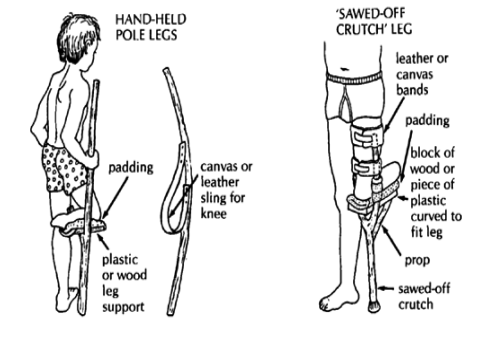 HAND-HELD
POLE LEGS
padding
plastic
or wood
leg
support
canvas or
leather
sling for
knee
'SAWED-OFF
CRUTCH' LEG
leather or
canvas
bands
padding
block of
wood or
piece of
plastic
curved to
fit leg
prop
sawed-off
crutch